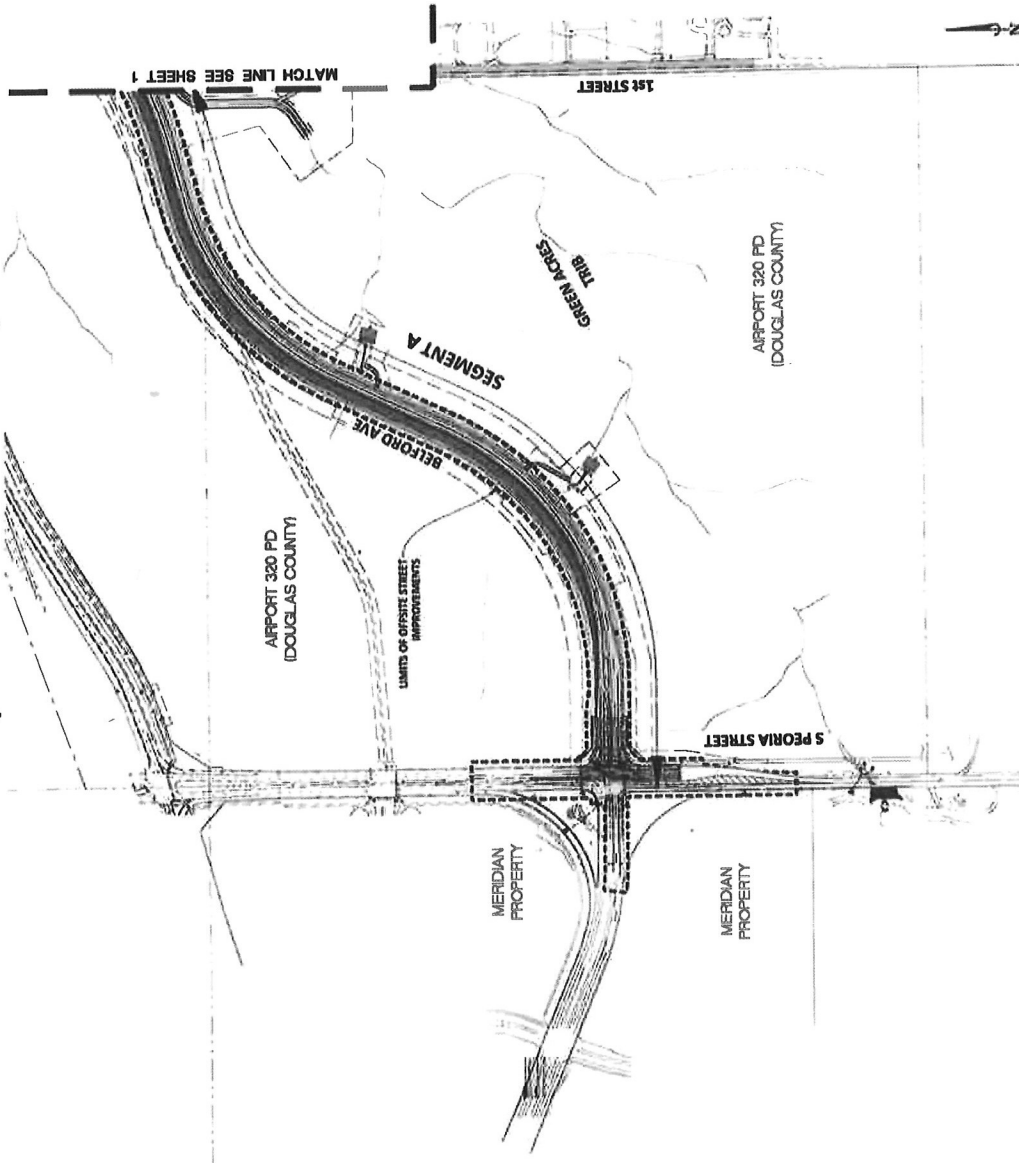 MATCH LINE SEE SHEET 1
1st STREET
N
GREEN ACRES
TRIB
AIRPORT 320 PD
(DOUGLAS COUNTY)
SEGMENT A
BELFORD AVE
AIRPORT 320 PD
(DOUGLAS COUNTY)
LIMITS OF OFFSITE STREET
IMPROVEMENTS
S PEORIA STREET
MERIDIAN
PROPERTY
MERIDIAN
PROPERTY